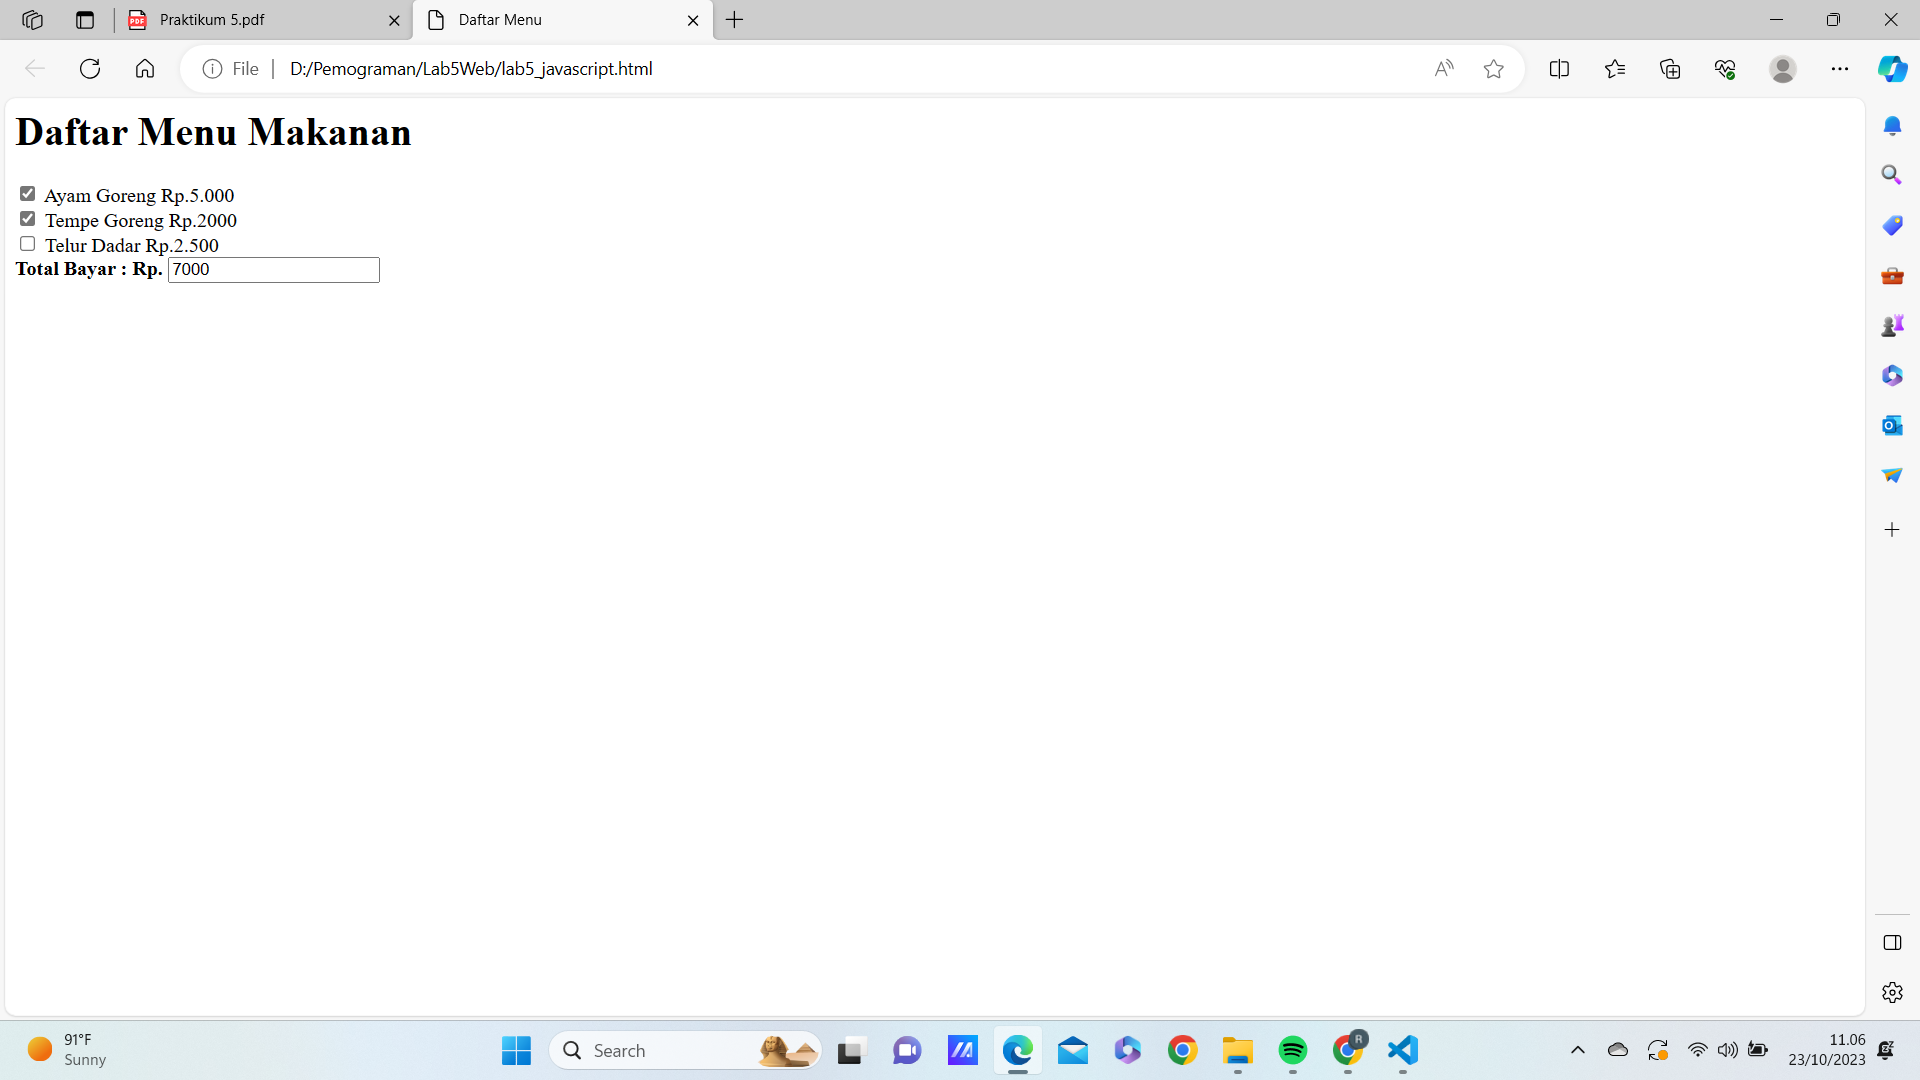 Praktikum 5.pdf
Daftar Menu
File
D:/Pemograman/Lab5Web/lab5_javascript.html
Daftar Menu Makanan
Ayam Goreng Rp.5.000
Tempe Goreng Rp.2000
Telur Dadar Rp.2.500
Total Bayar : Rp. 7000
91°F
Sunny
Search
R
11.06
23/10/2023